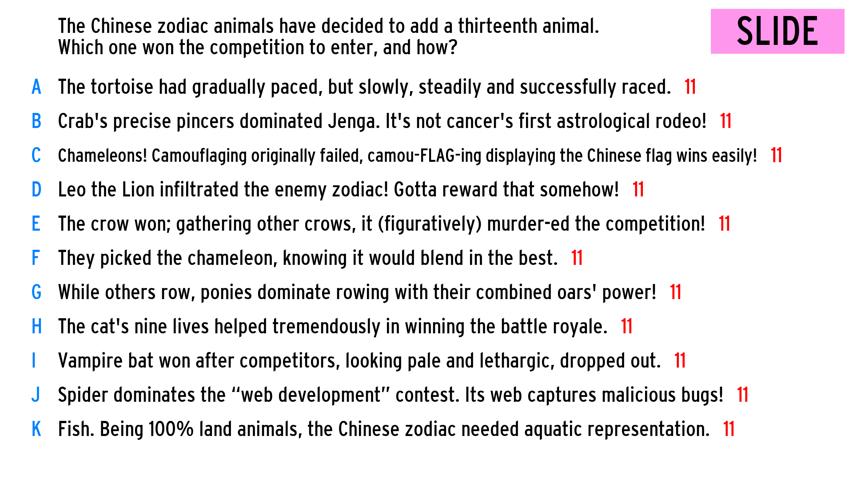 The Chinese zodiac animals have decided to add a thirteenth animal.
Which one won the competition to enter, and how?
SLIDE
A The tortoise had gradually paced, but slowly, steadily and successfully raced. 11
B Crab's precise pincers dominated Jenga. It's not cancer's first astrological rodeo! 11
C Chameleons! Camouflaging originally failed, camou-FLAG-ing displaying the Chinese flag wins easily! 11
D Leo the Lion infiltrated the enemy zodiac! Gotta reward that somehow! 11
E The crow won; gathering other crows, it (figuratively) murder-ed the competition! 11
F They picked the chameleon, knowing it would blend in the best. 11
G While others row, ponies dominate rowing with their combined oars' power! 11
H The cat's nine lives helped tremendously in winning the battle royale. 11
I Vampire bat won after competitors, looking pale and lethargic, dropped out. 11
J Spider dominates the “web development” contest. Its web captures malicious bugs! 11
K Fish. Being 100% land animals, the Chinese zodiac needed aquatic representation. 11